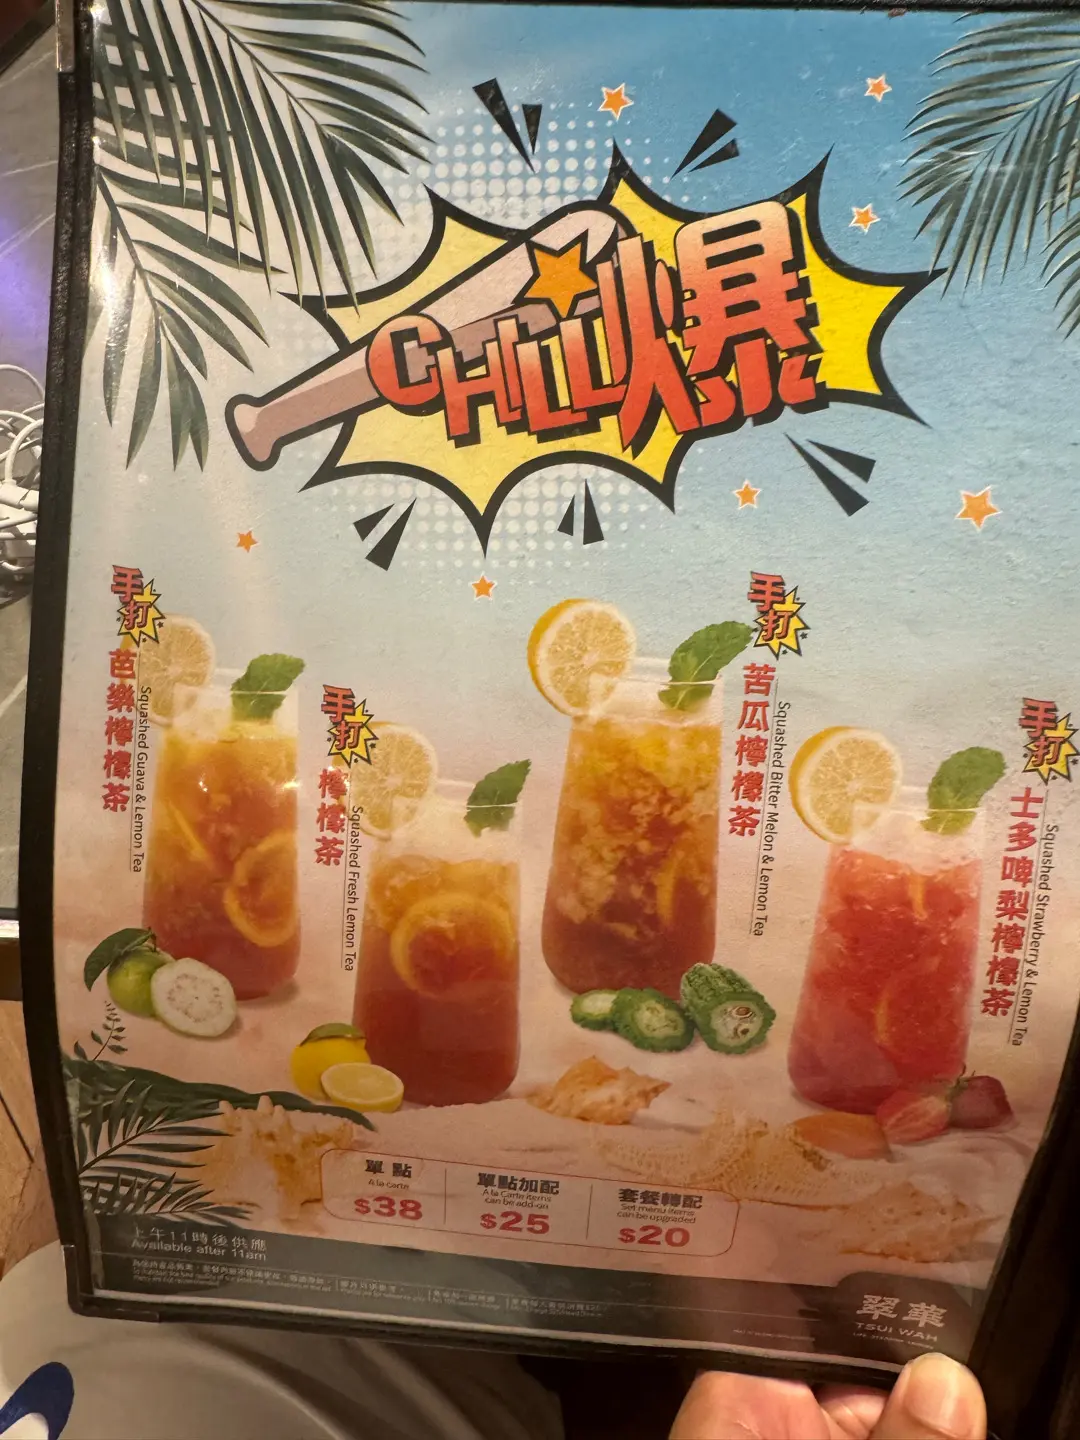 CHILL爆
手打
芭樂檸檬茶
Squashed Guava & Lemon Tea
手打
檸檬茶
Squashed Fresh Lemon Tea
手打
苦瓜檸檬茶
Squashed Bitter Melon & Lemon Tea
手打
士多啤梨檸檬茶
Squashed Strawberry & Lemon Tea
單點
A la carte
$38
單點加配
A la Carte items
can be add-on
$25
套餐轉配
Set menu items
can be upgraded
$20
上午11時後供應
Available after 11am
翠華
TSUI WAH